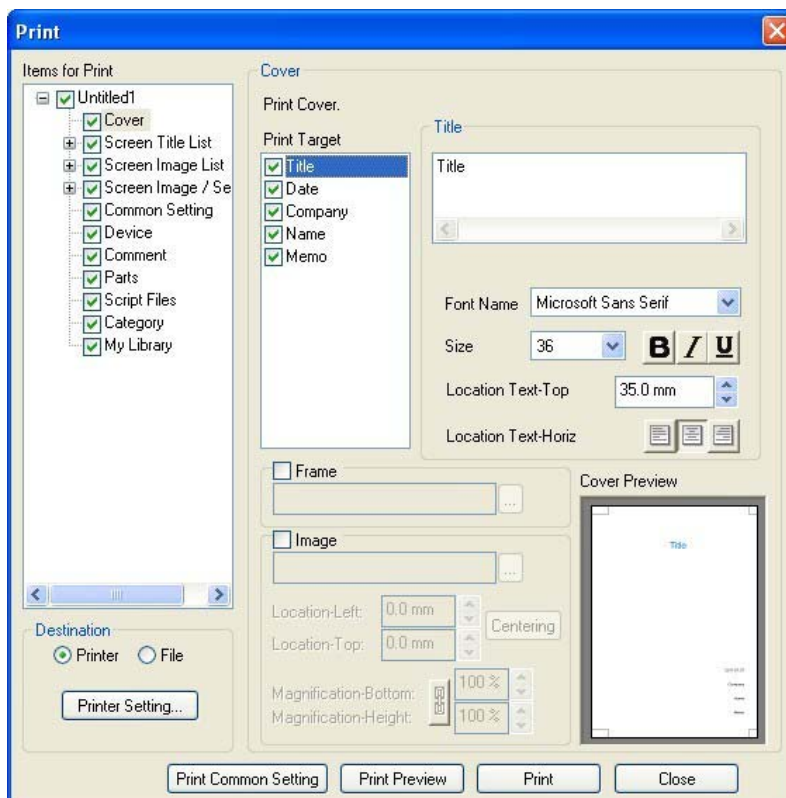 Print
Items for Print
Untitled1
Cover
Screen Title List
Screen Image List
Screen Image / Se
Common Setting
Device
Comment
Parts
Script Files
Category
My Library
Destination
Printer
File
Printer Setting...
Cover
Print Cover.
Print Target
Title
Date
Company
Name
Memo
Title
Title
Font Name
Microsoft Sans Serif
Size
36
B I U
Location Text-Top
35.0 mm
Location Text-Horiz
Frame
...
Image
...
Location-Left:
0.0 mm
Location-Top:
0.0 mm
Centering
Magnification-Bottom:
100 %
Magnification-Height:
100 %
Cover Preview
Title
Company
Print Common Setting
Print Preview
Print
Close